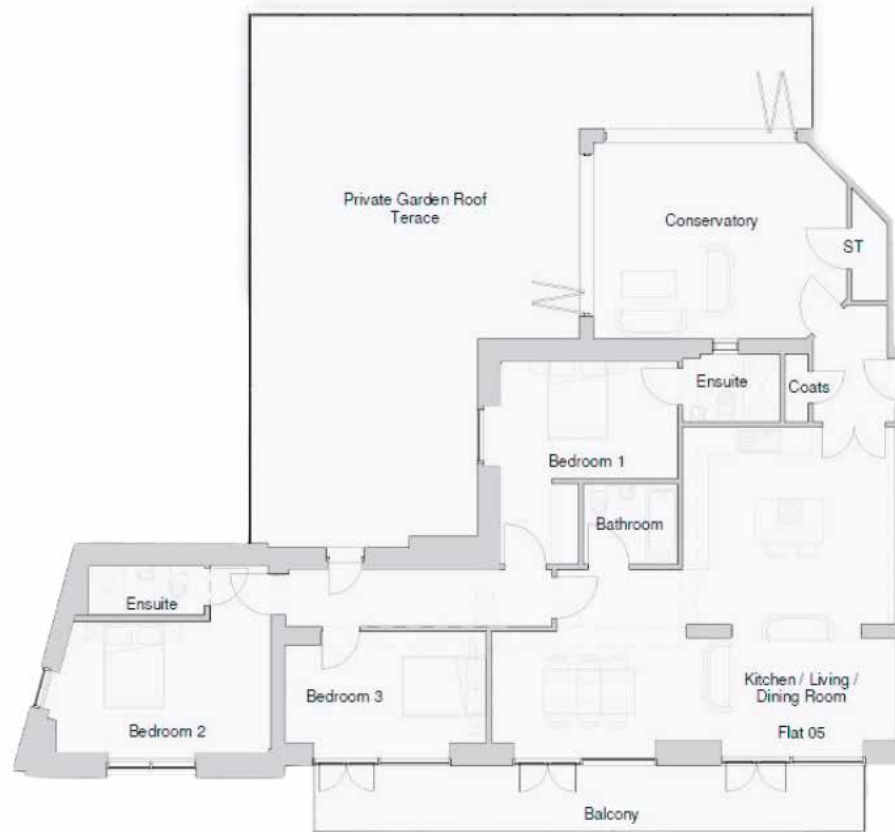 Private Garden Roof
Terace
Conservatory
ST
Ensuite
Coats
Bedroom 1
Bathroom
Ensuite
Bedroom 2
Bedroom 3
Kitchen / Living /
Dining Room
Flat 05
Balcony